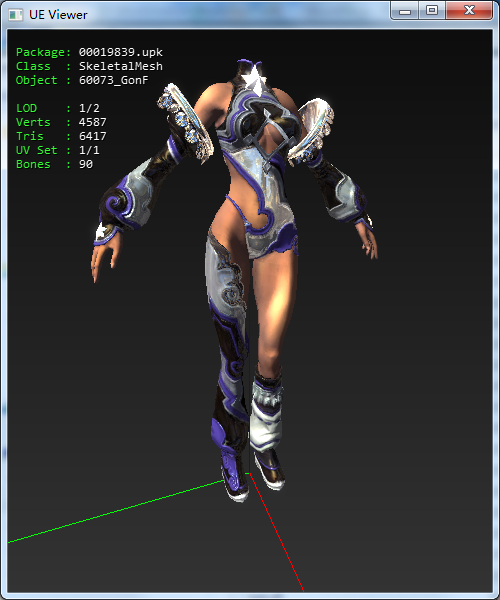 UE Viewer
Package: 00019839.upk
Class : SkeletalMesh
Object : 60073_GonF
LOD : 1/2
Verts : 4587
Tris : 6417
UV Set : 1/1
Bones : 90